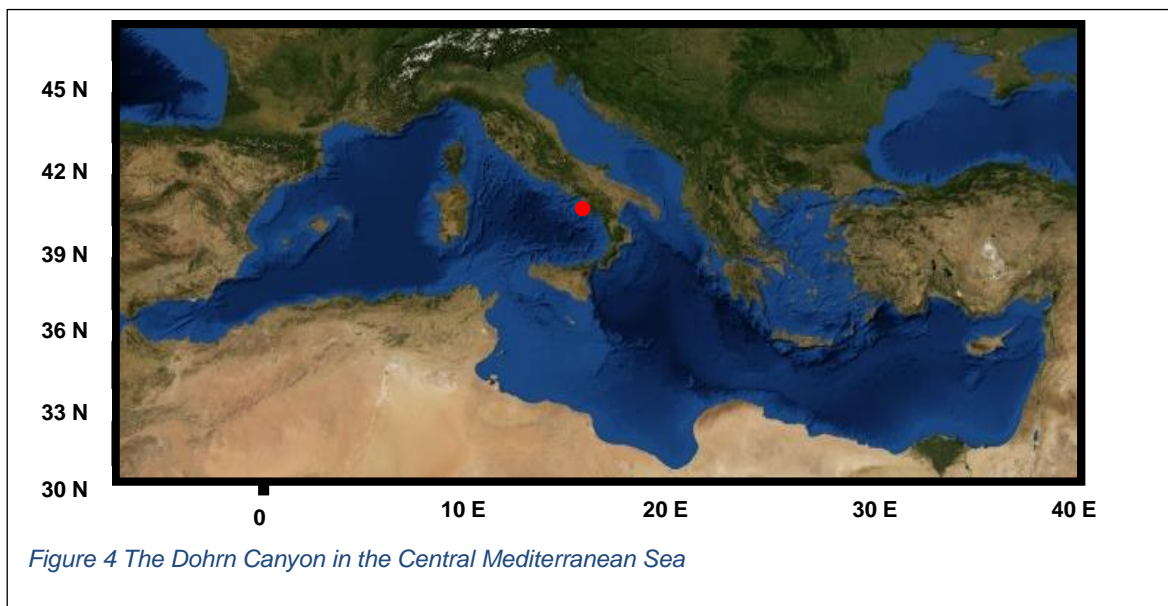 45 N
42 N
39 N
36 N
33 N
30 N
0
10 E
20 E
30 E
40 E
Figure 4 The Dohrn Canyon in the Central Mediterranean Sea